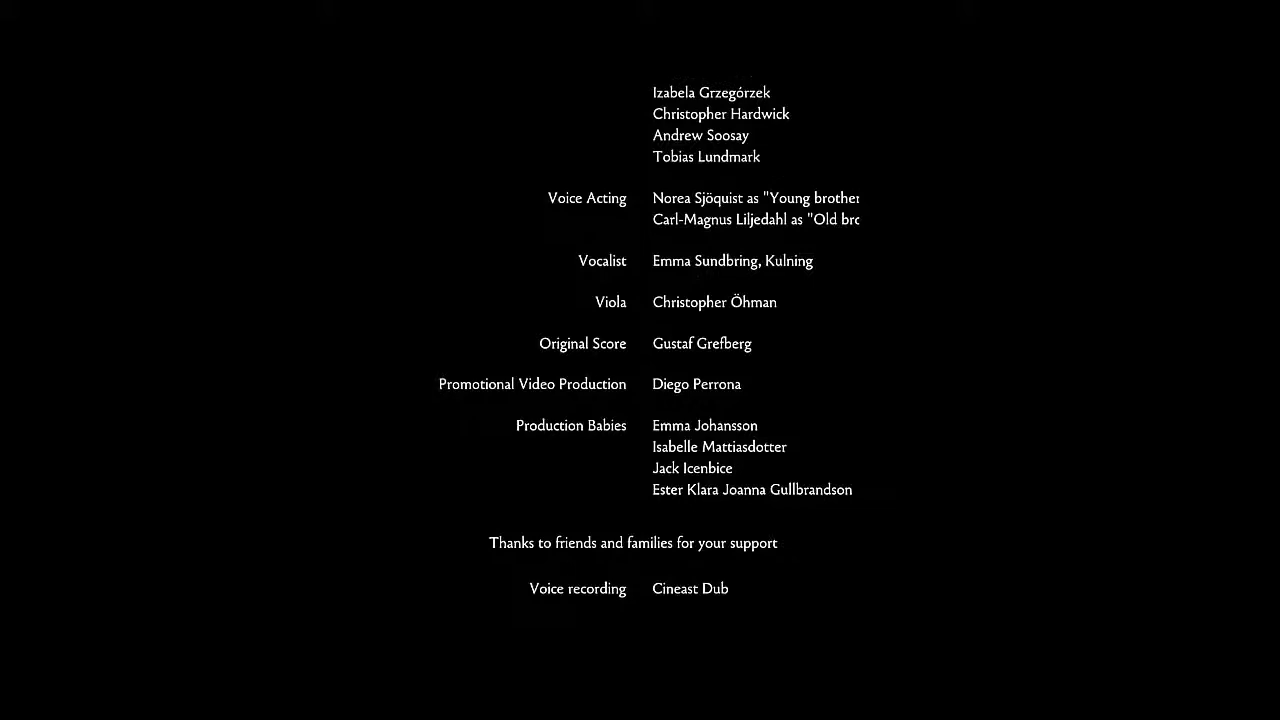 Izabela Grzegórzek
Christopher Hardwick
Andrew Soosay
Tobias Lundmark
Voice Acting Norea Sjöquist as "Young brother
Carl-Magnus Liljedahl as "Old bro
Vocalist Emma Sundbring, Kulning
Viola Christopher Öhman
Original Score Gustaf Grefberg
Promotional Video Production Diego Perrona
Production Babies Emma Johansson
Isabelle Mattiasdotter
Jack Icenbice
Ester Klara Joanna Gullbrandson
Thanks to friends and families for your support
Voice recording Cineast Dub